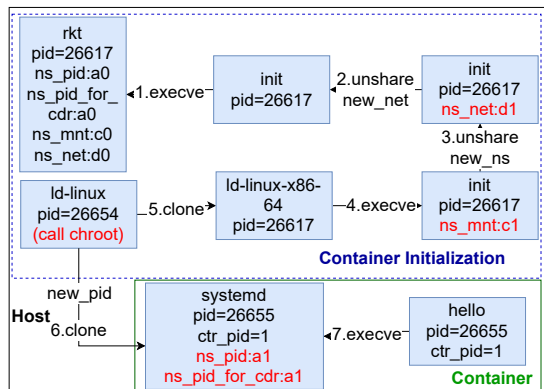 rkt
pid=26617
ns_pid:a0
ns_pid_for_
cdr:a0
ns_mnt:c0
ns_net:d0
1.execve
init
pid=26617
2.unshare
new_net
init
pid=26617
ns_net:d1
3.unshare
new_ns
ld-linux
pid=26654
(call chroot)
5.clone
ld-linux-x86-
64
pid=26617
4.execve
init
pid=26617
ns_mnt:c1
Container Initialization
new_pid
Host
6.clone
systemd
pid=26655
ctr_pid=1
ns_pid:a1
ns_pid_for_cdr:a1
7.execve
hello
pid=26655
ctr_pid=1
Container